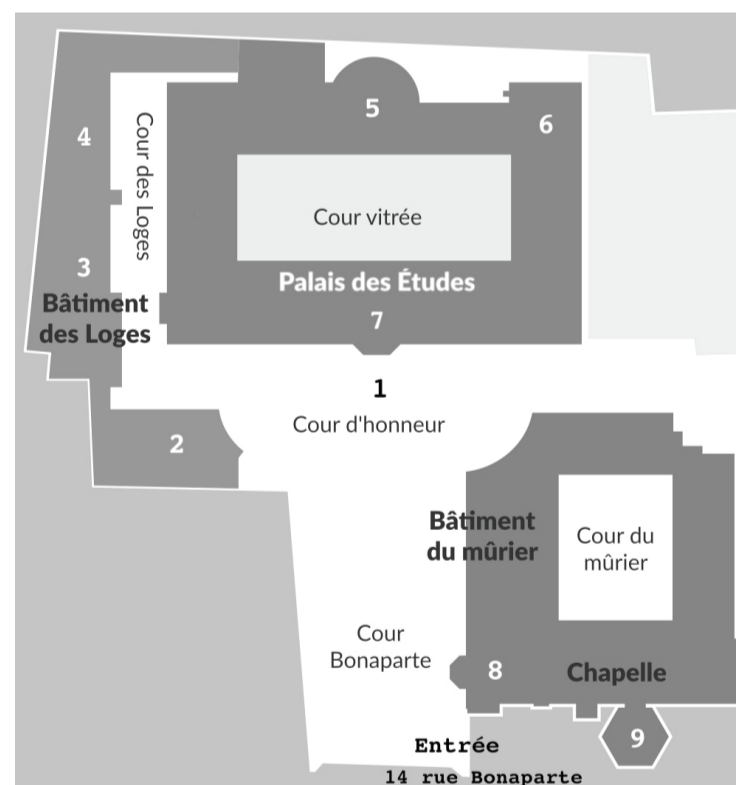 4
Cour des Loges
5
6
Cour vitrée
3
Bâtiment
des Loges
Palais des Études
7
1
Cour d'honneur
2
Bâtiment
du mûrier
Cour du
mûrier
Cour
Bonaparte
8
Chapelle
9
Entrée
14 rue Bonaparte